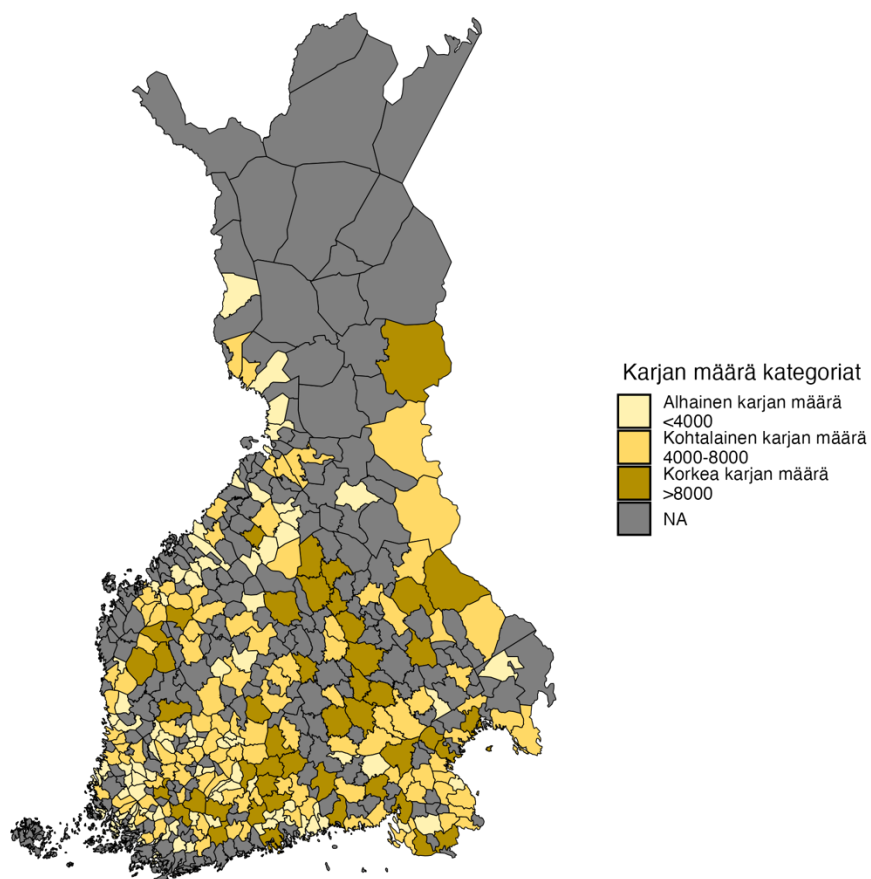 Karjan määrä kategoriat
Alhainen karjan määrä
<4000
Kohtalainen karjan määrä
4000-8000
Korkea karjan määrä
>8000
NA